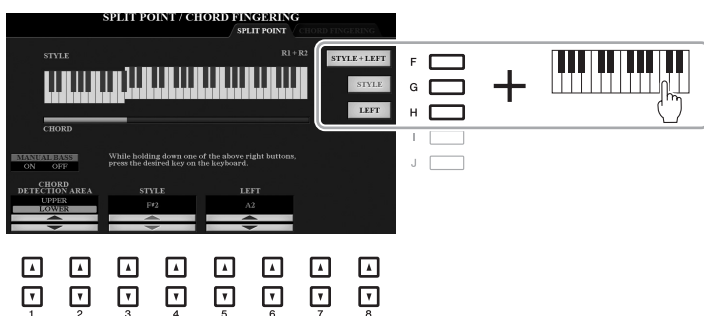 SPLIT POINT / CHORD FINGERING
SPLIT POINT
CHORD FINGERING
STYLE
R1 + R2
STYLE + LEFT
F
STYLE
G
LEFT
H
CHORD
I
J
MANUAL BASS
ON OFF
While holding down one of the above right buttons,
press the desired key on the keyboard.
CHORD
DETECTION AREA
STYLE
LEFT
UPPER
LOWER
F#2
A2
1 2 3 4 5 6 7 8